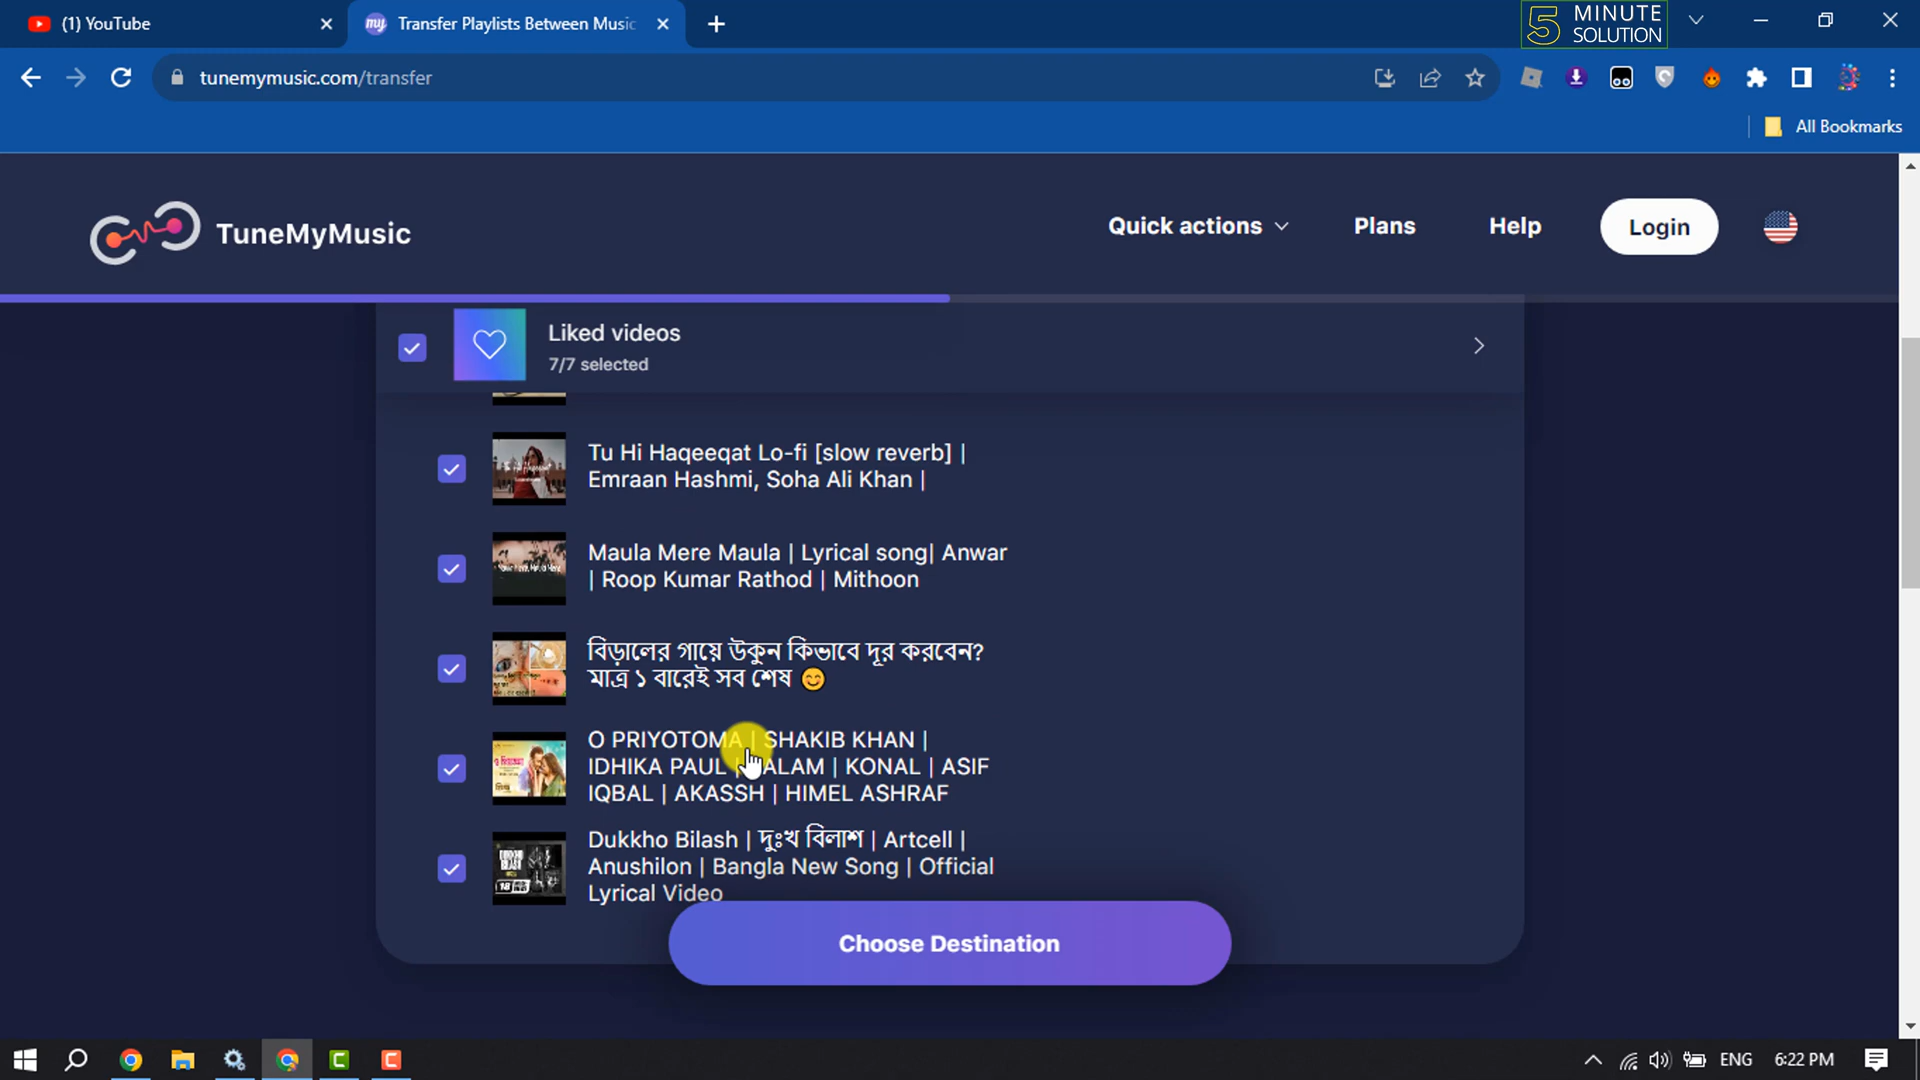 (1) YouTube
my Transfer Playlists Between Music
5 MINUTE
SOLUTION
tunemymusic.com/transfer
All Bookmarks
TuneMyMusic
Quick actions
Plans
Help
Login
Liked videos
7/7 selected
Tu Hi Haqeeqat Lo-fi [slow reverb] |
Emraan Hashmi, Soha Ali Khan |
Maula Mere Maula | Lyrical song| Anwar
| Roop Kumar Rathod | Mithoon
বিড়ালের গায়ে উকুন কিভাবে দূর করবেন?
মাত্র ১ বারেই সব শেষ 😊
O PRIYOTOMA | SHAKIB KHAN |
IDHIKA PAUL | ALAM | KONAL | ASIF
IQBAL | AKASSH | HIMEL ASHRAF
Dukkho Bilash | দুঃখ বিলাশ | Artcell |
Anushilon | Bangla New Song | Official
Lyrical Video
Choose Destination
ENG
6:22 PM